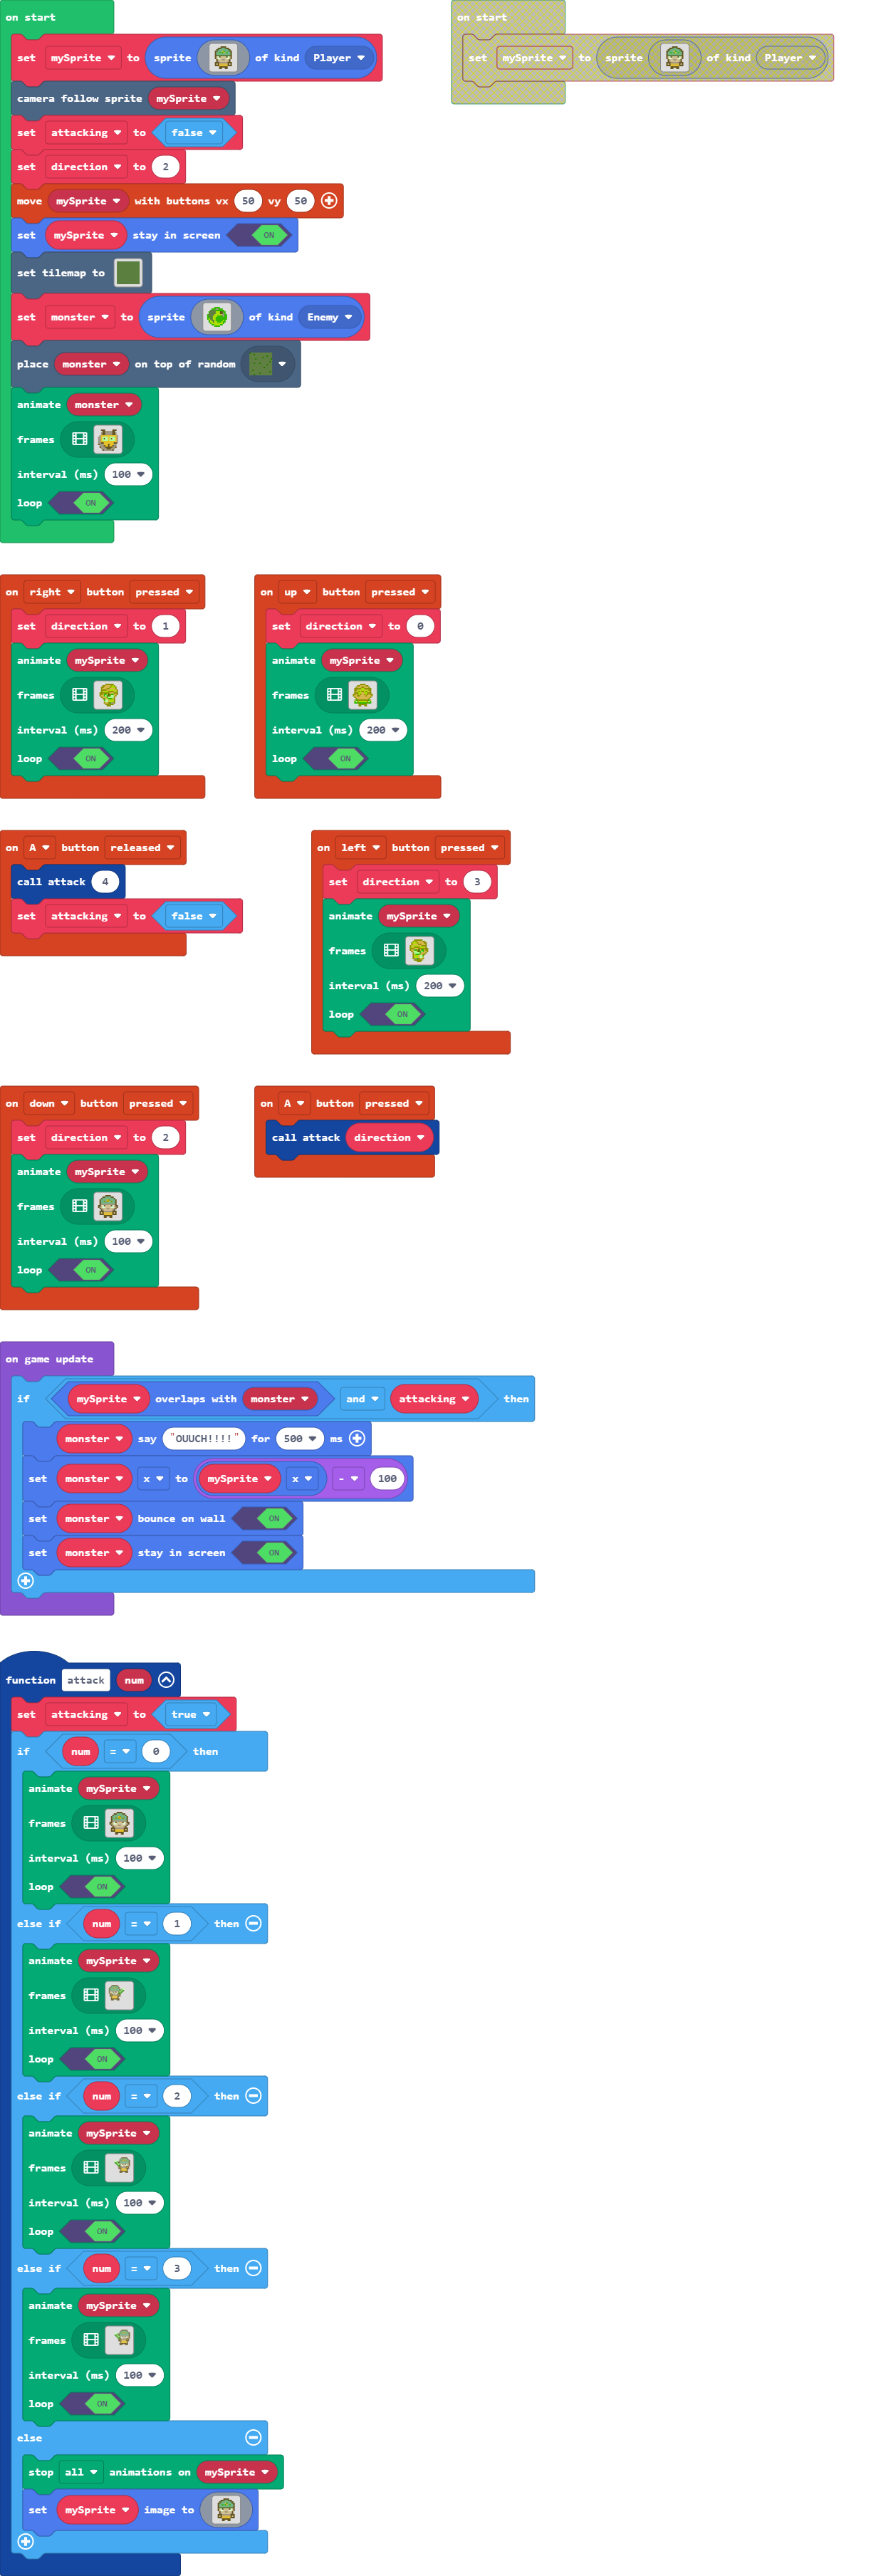 on start
set mySprite to sprite of kind Player
camera follow sprite mySprite
set attacking to false
set direction to 2
move mySprite with buttons vx 50 vy 50
set mySprite stay in screen ON
set tilemap to
set monster to sprite of kind Enemy
place monster on top of random
animate monster
frames
interval (ms) 100
loop ON
on start
set mySprite to sprite of kind Player
on right button pressed
set direction to 1
animate mySprite
frames
interval (ms) 200
loop ON
on up button pressed
set direction to 0
animate mySprite
frames
interval (ms) 200
loop ON
on A button released
call attack 4
set attacking to false
on left button pressed
set direction to 3
animate mySprite
frames
interval (ms) 200
loop ON
on down button pressed
set direction to 2
animate mySprite
frames
interval (ms) 100
loop ON
on A button pressed
call attack direction
on game update
if mySprite overlaps with monster and attacking then
monster say "OUUCH!!!!" for 500 ms
set monster x to mySprite x - 100
set monster bounce on wall ON
set monster stay in screen ON
function attack num
set attacking to true
if num = 0 then
animate mySprite
frames
interval (ms) 100
loop ON
else if num = 1 then
animate mySprite
frames
interval (ms) 100
loop ON
else if num = 2 then
animate mySprite
frames
interval (ms) 100
loop ON
else if num = 3 then
animate mySprite
frames
interval (ms) 100
loop ON
else
stop all animations on mySprite
set mySprite image to